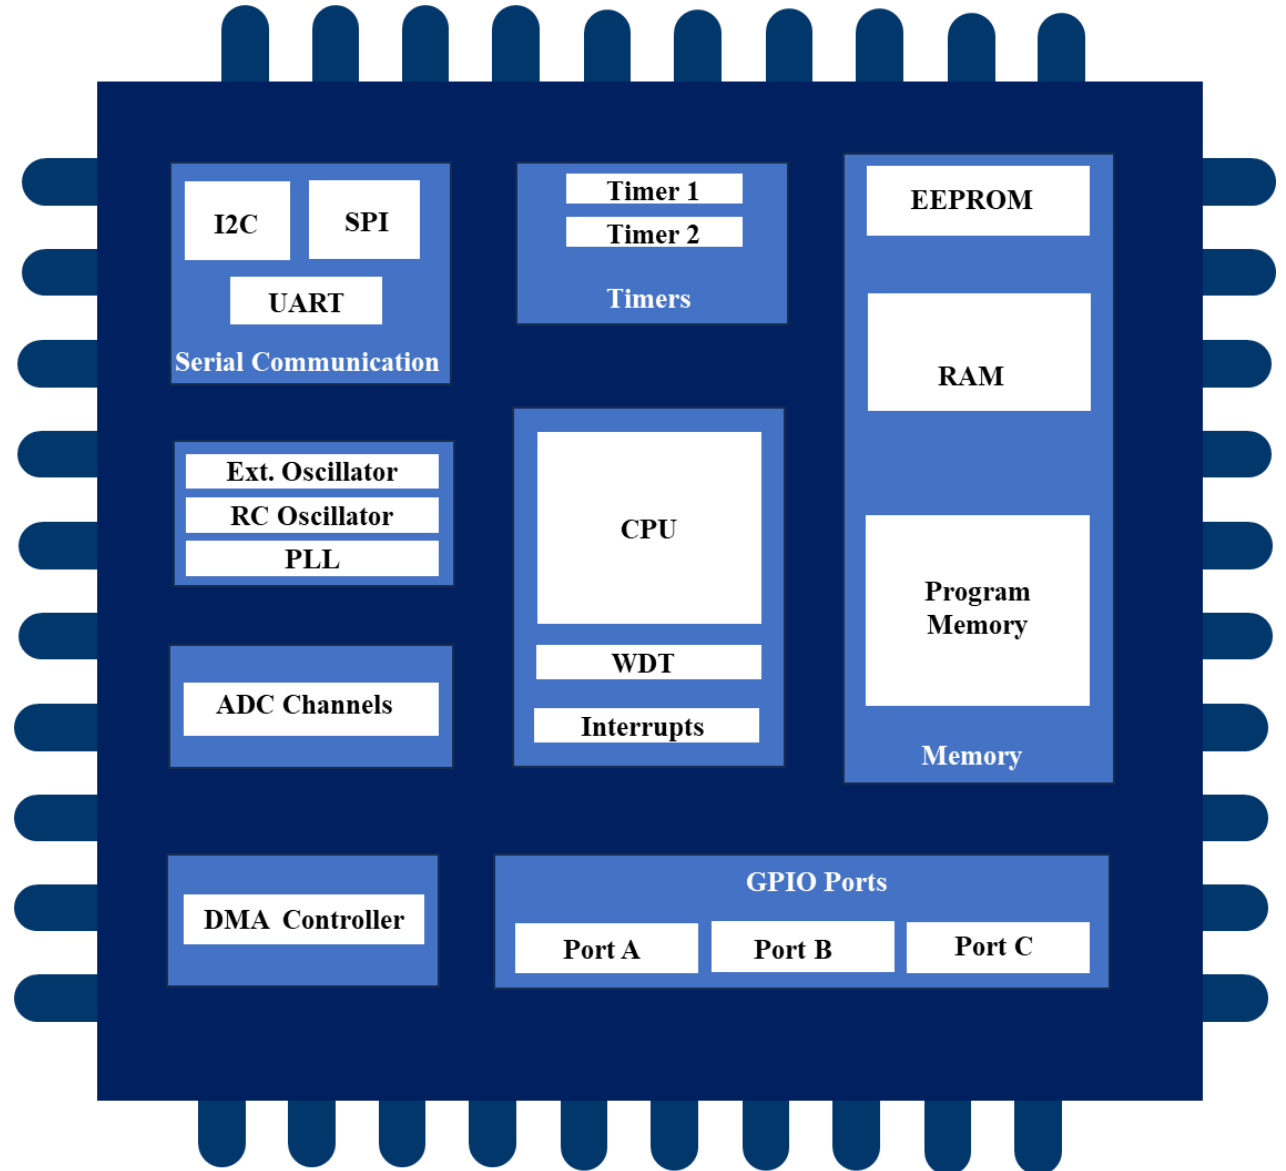 I2C
SPI
UART
Serial Communication
Timer 1
Timer 2
Timers
EEPROM
RAM
Program
Memory
Memory
Ext. Oscillator
RC Oscillator
PLL
CPU
WDT
Interrupts
ADC Channels
DMA  Controller
GPIO Ports
Port A
Port B
Port C